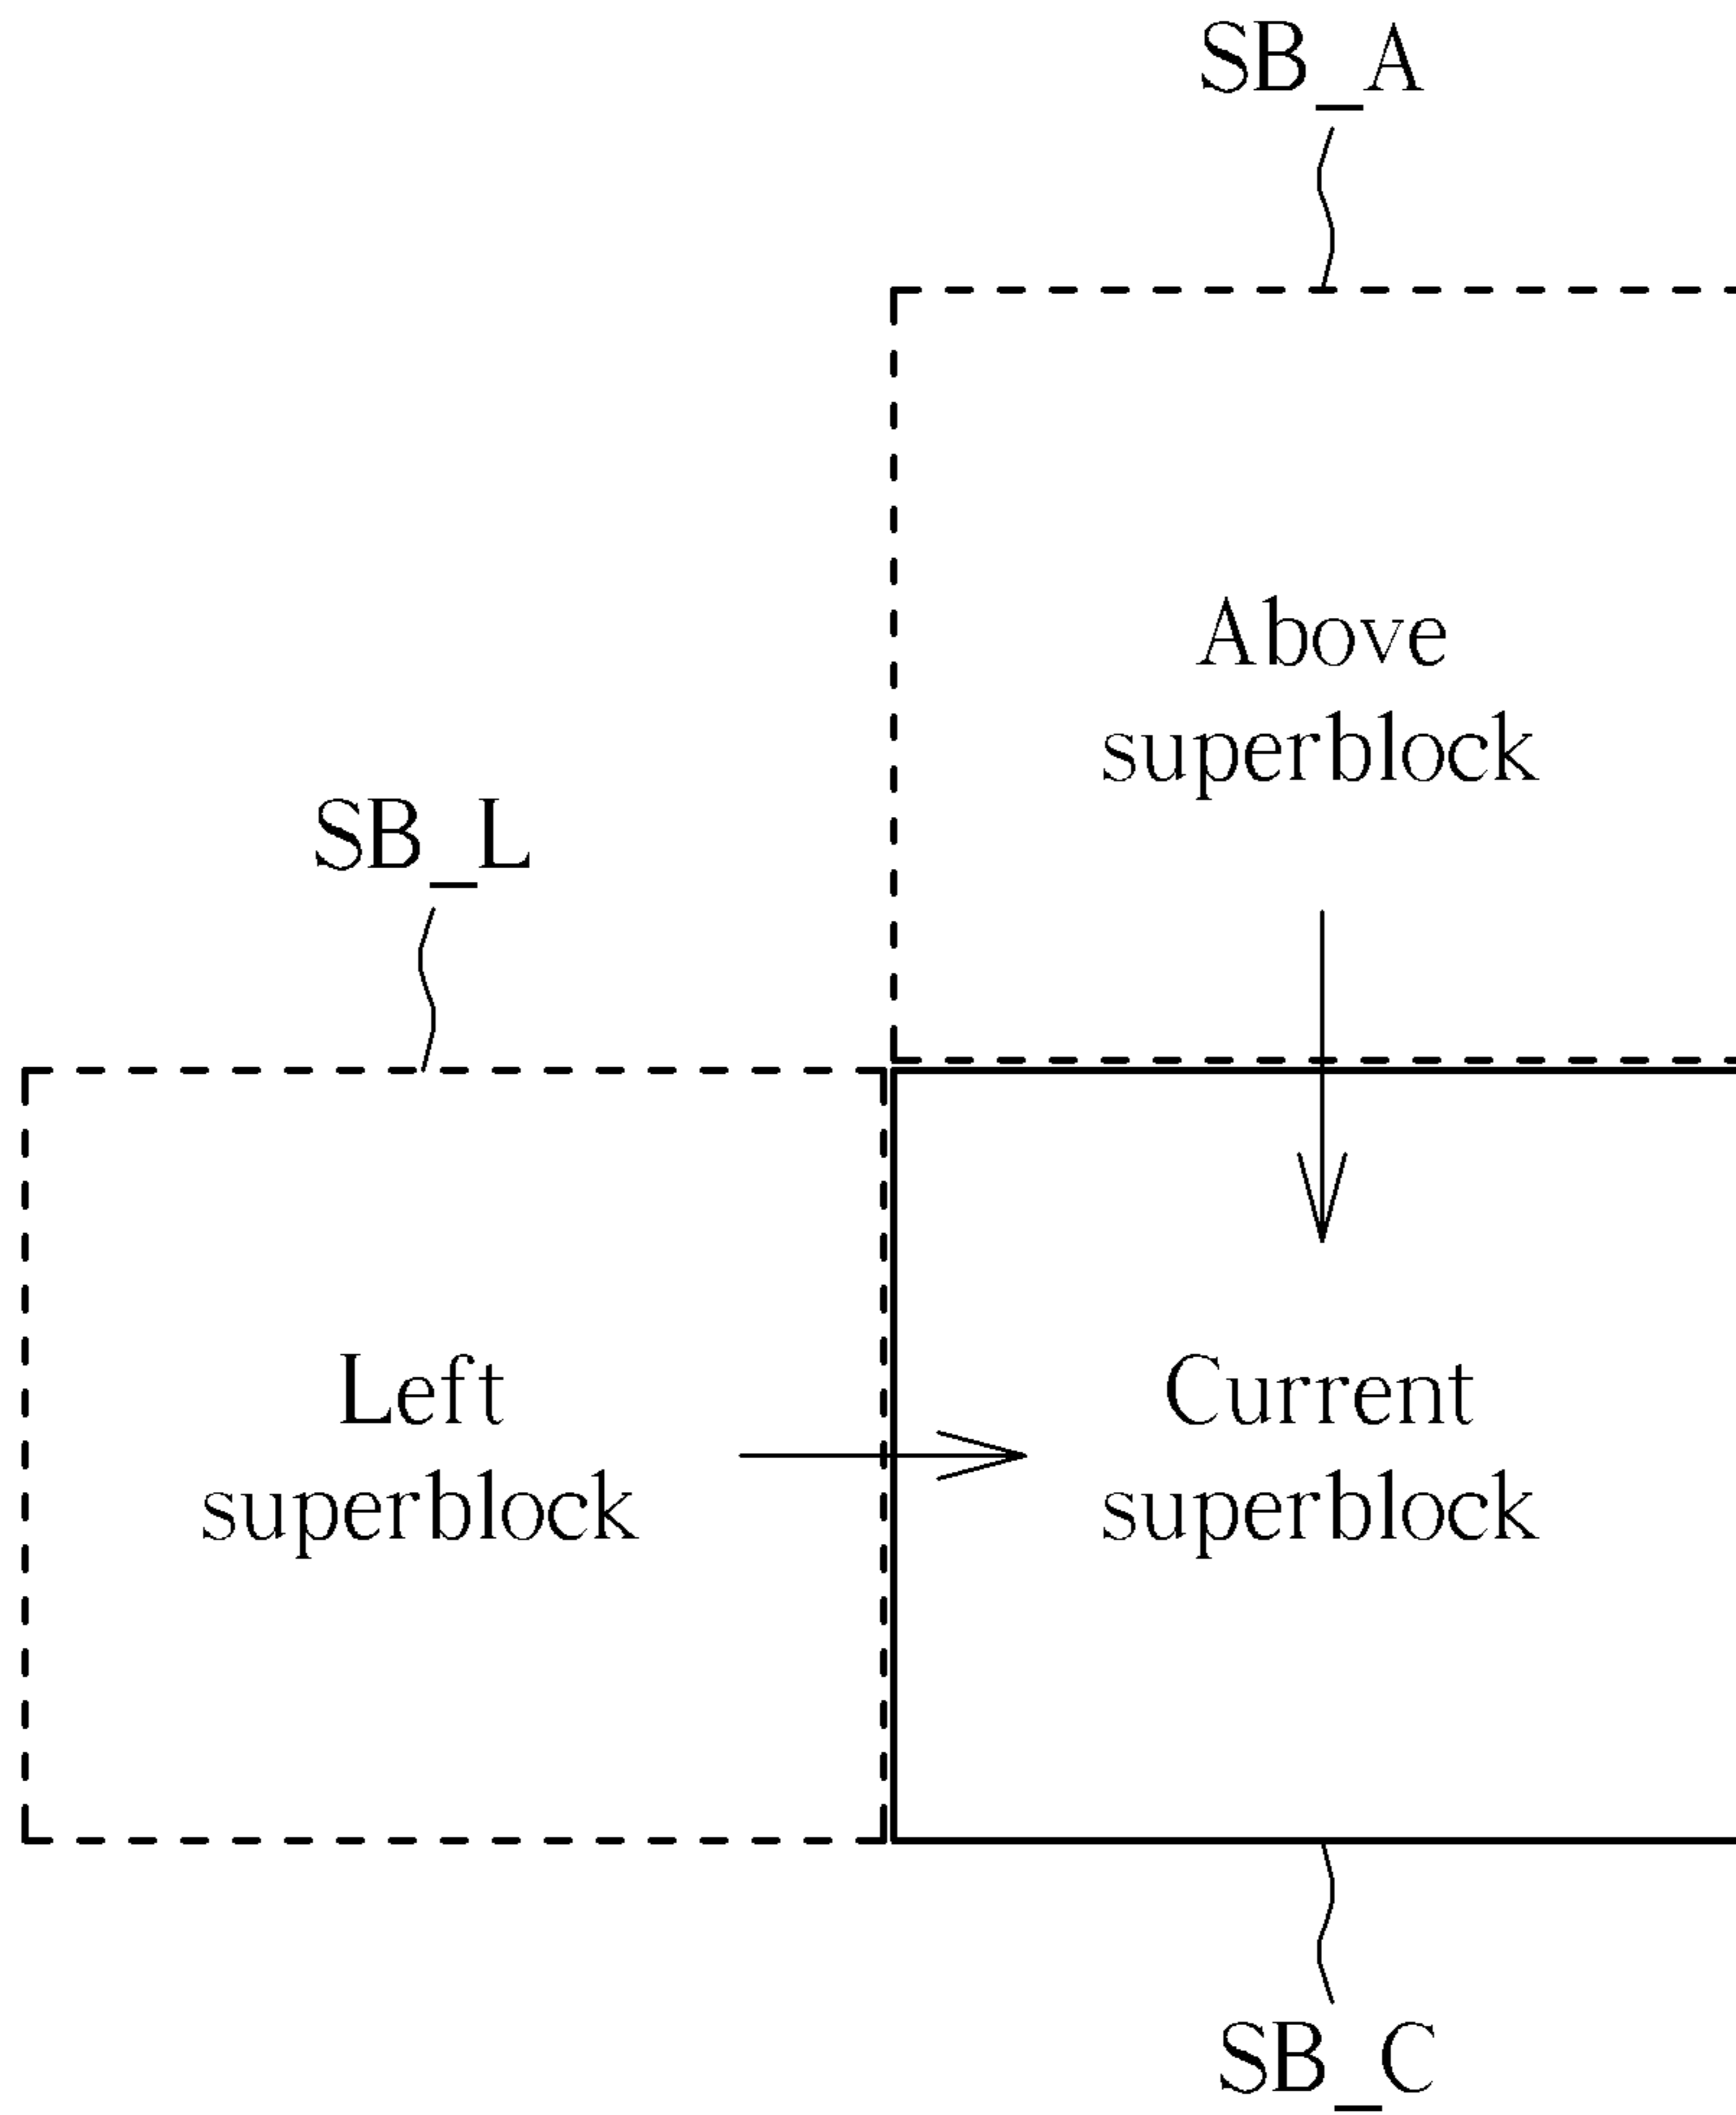 SB_A
Above
superblock
SB_L
Left
superblock
Current
superblock
SB_C